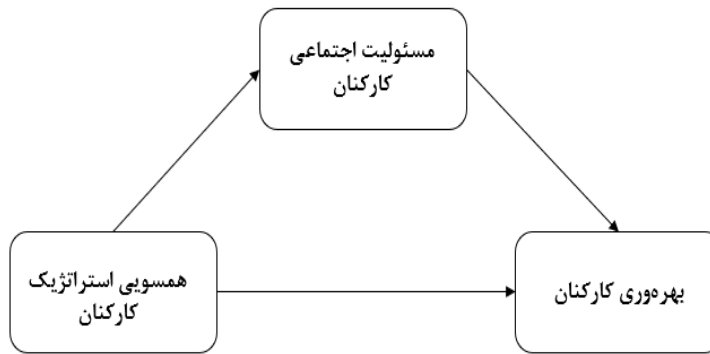 مسئولیت اجتماعی
کارکنان
همسویی استراتژیک
کارکنان
بهره‌وری کارکنان